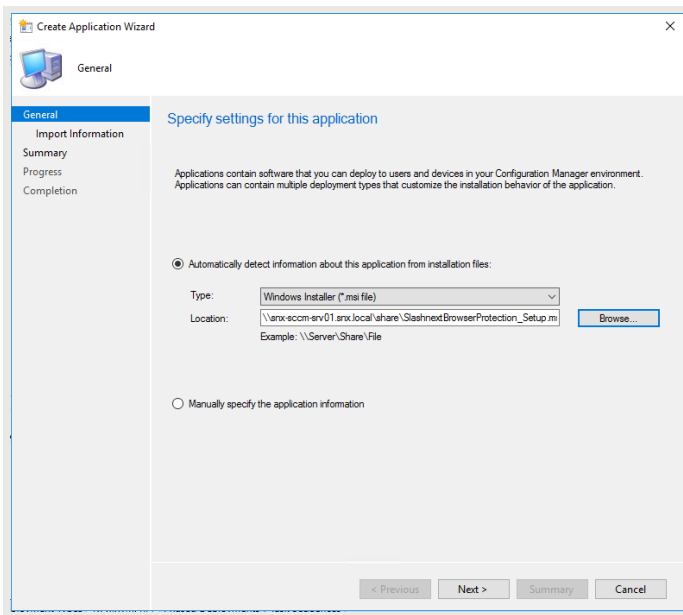 Create Application Wizard
General
General
Import Information
Summary
Progress
Completion
Specify settings for this application
Applications contain software that you can deploy to users and devices in your Configuration Manager environment.
Applications can contain multiple deployment types that customize the installation behavior of the application.
Automatically detect information about this application from installation files:
Type:
Windows Installer (*.msi file)
Location:
\\snx-sccm-srv01.snx.local\share\SlashnextBrowserProtection_Setup.m
Browse...
Example: \\Server\Share\File
Manually specify the application information
< Previous
Next >
Summary
Cancel